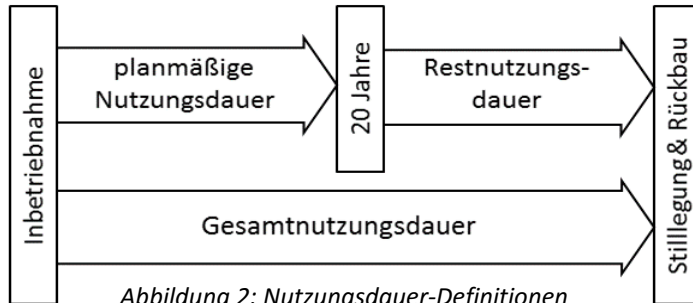 Inbetriebnahme
planmäßige
Nutzungsdauer
20 Jahre
Restnutzungs-
dauer
Gesamtnutzungsdauer
Stilllegung & Rückbau
Abbildung 2: Nutzungsdauer-Definitionen